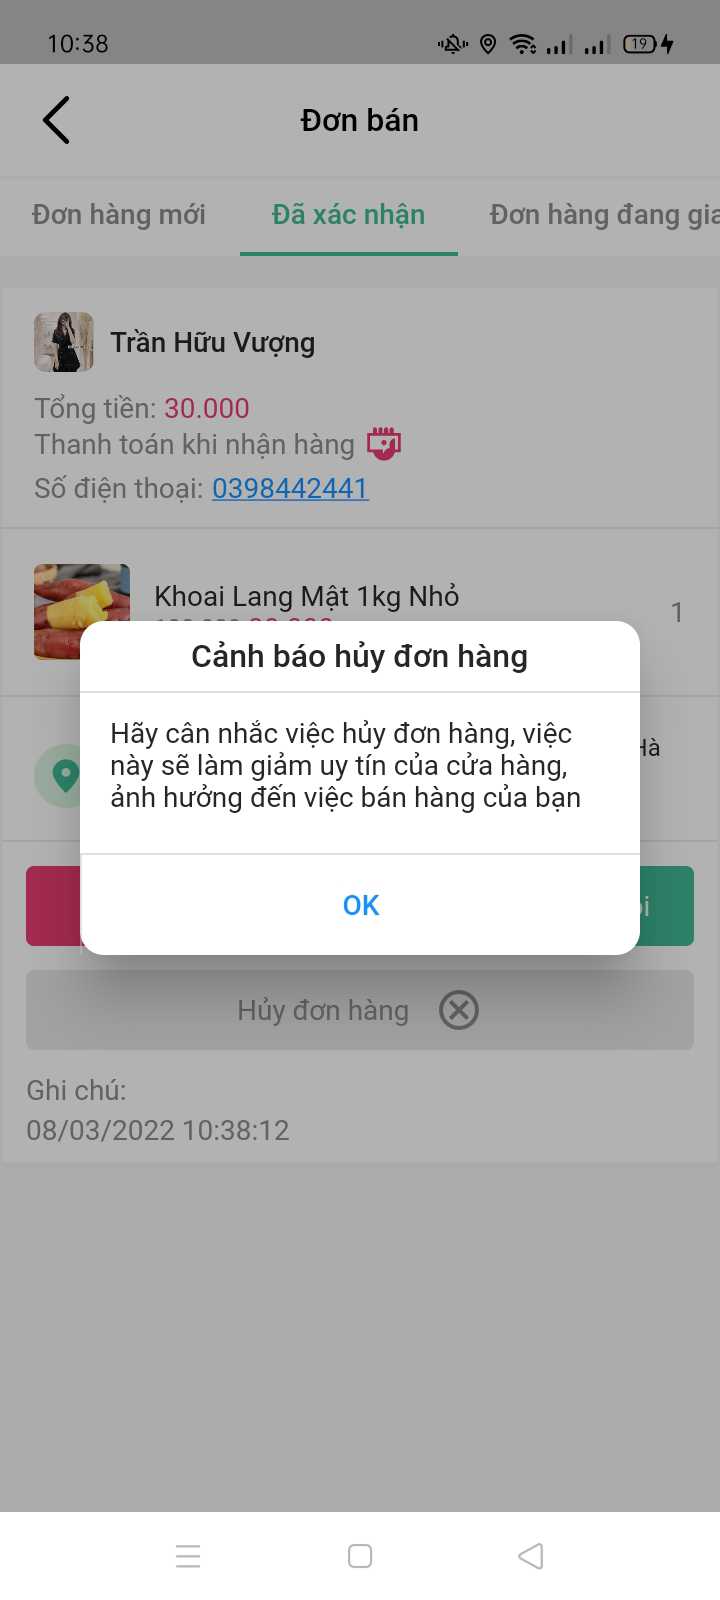 10:38
19
Đơn bán
Đơn hàng mới
Đã xác nhận
Đơn hàng đang
Trần Hữu Vượng
Tổng tiền: 30.000
Thanh toán khi nhận hàng
Số điện thoại: 0398442441
Khoai Lang Mật 1kg Nhỏ
1
Cảnh báo hủy đơn hàng
Hãy cân nhắc việc hủy đơn hàng, việc
này sẽ làm giảm uy tín của cửa hàng,
ảnh hưởng đến việc bán hàng của bạn
Hà
OK
Hủy đơn hàng
Ghi chú:
08/03/2022 10:38:12